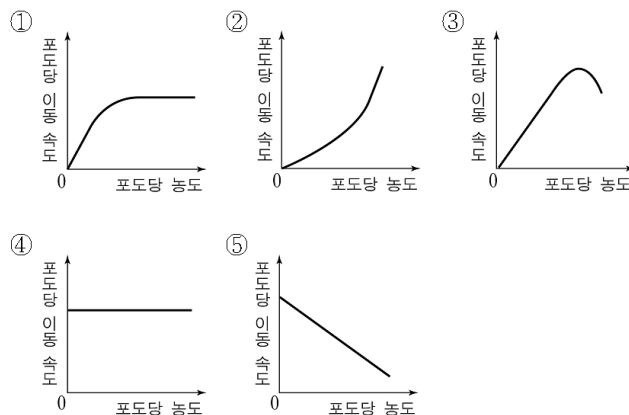 ① 포도당 이동 속도
0 포도당 농도
② 포도당 이동 속도
0 포도당 농도
③ 포도당 이동 속도
0 포도당 농도
④ 포도당 이동 속도
0 포도당 농도
⑤ 포도당 이동 속도
0 포도당 농도